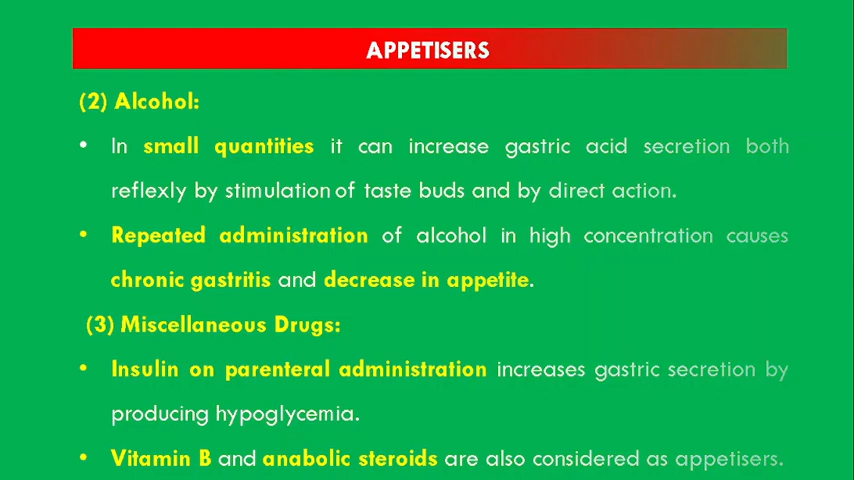 APPETISERS
(2) Alcohol:
• In small quantities it can increase gastric acid secretion both
reflexly by stimulation of taste buds and by direct action.
• Repeated administration of alcohol in high concentration causes
chronic gastritis and decrease in appetite.
(3) Miscellaneous Drugs:
• Insulin on parenteral administration increases gastric secretion by
producing hypoglycemia.
• Vitamin B and anabolic steroids are also considered as appetisers.